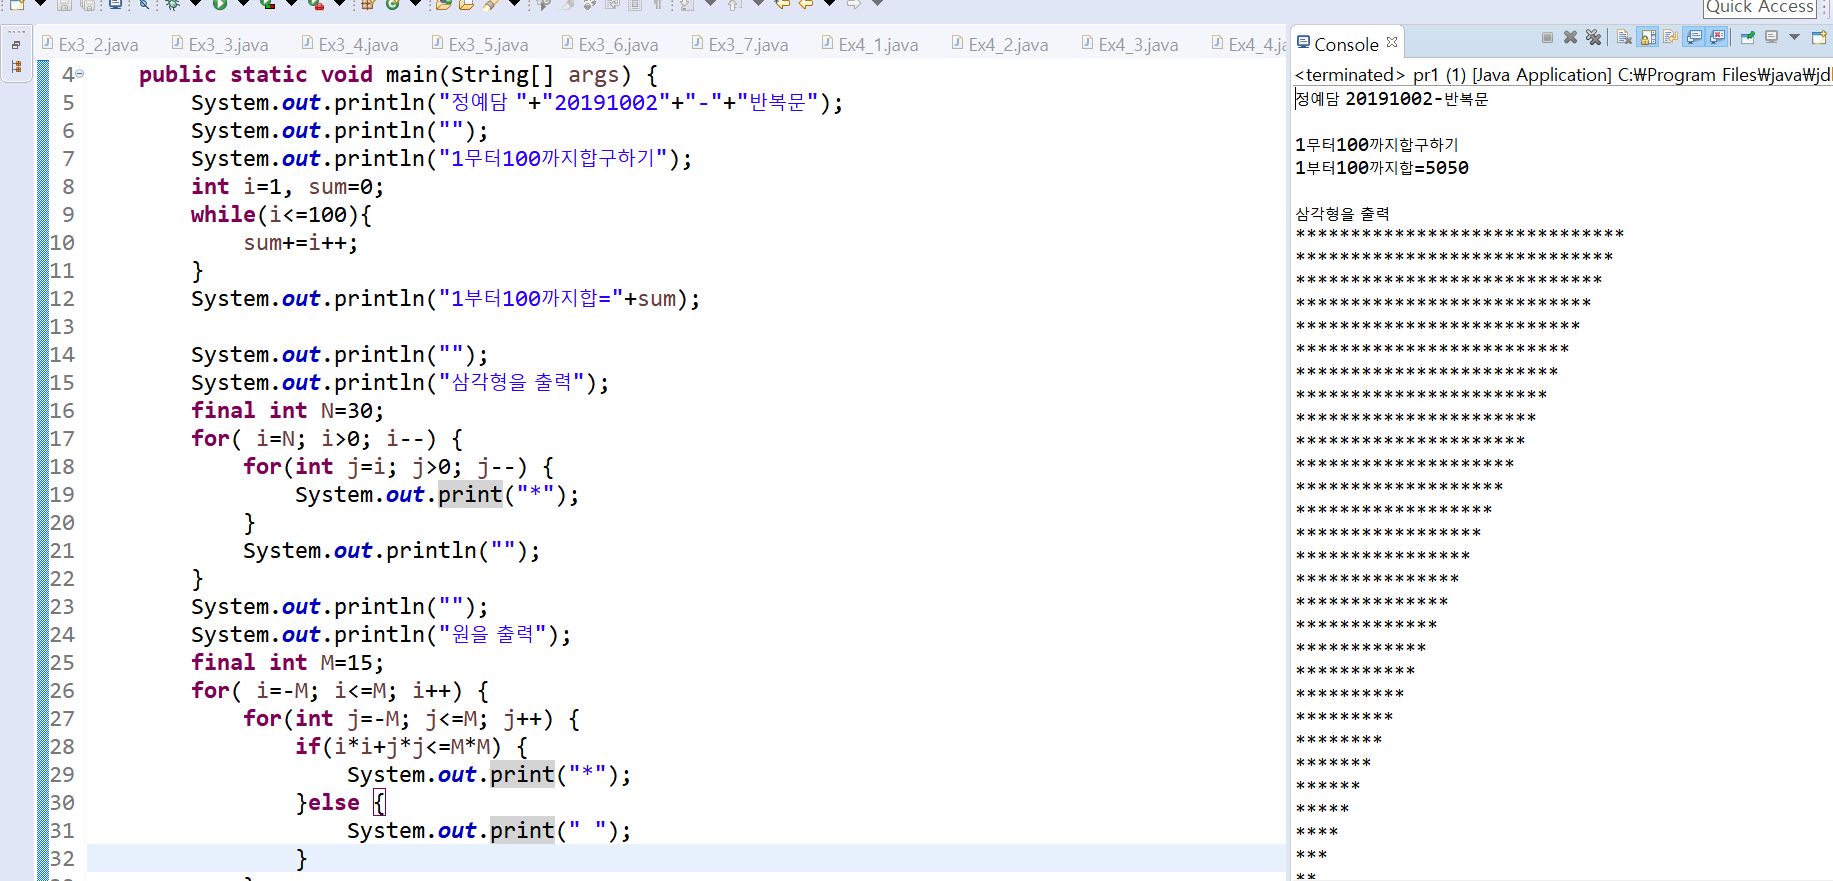 Quick Access
Ex3_2.java Ex3_3.java Ex3_4.java Ex3_5.java Ex3_6.java Ex3_7.java Ex4_1.java Ex4_2.java Ex4_3.java Ex4_4.ja
4 public static void main(String[] args) {
5 System.out.println("정예담 "+"20191002"+"-"+"반복문");
6 System.out.println("");
7 System.out.println("1무터100까지합구하기");
8 int i=1, sum=0;
9 while(i<=100){
10 sum+=i++;
11 }
12 System.out.println("1부터100까지합="+sum);
13
14 System.out.println("");
15 System.out.println("삼각형을 출력");
16 final int N=30;
17 for( i=N; i>0; i--) {
18 for(int j=i; j>0; j--) {
19 System.out.print("*");
20 }
21 System.out.println("");
22 }
23 System.out.println("");
24 System.out.println("원을 출력");
25 final int M=15;
26 for( i=-M; i<=M; i++) {
27 for(int j=-M; j<=M; j++) {
28 if(i*i+j*j<=M*M) {
29 System.out.print("*");
30 }else {
31 System.out.print(" ");
32 }
Console
<terminated> pr1 (1) [Java Application] C:₩Program Files₩java₩jdl
정예담 20191002-반복문
1무터100까지합구하기
1부터100까지합=5050
삼각형을 출력
******************************
*****************************
****************************
***************************
**************************
*************************
************************
***********************
**********************
*********************
********************
*******************
******************
*****************
****************
***************
**************
*************
************
***********
**********
*********
********
*******
******
*****
****
***
**